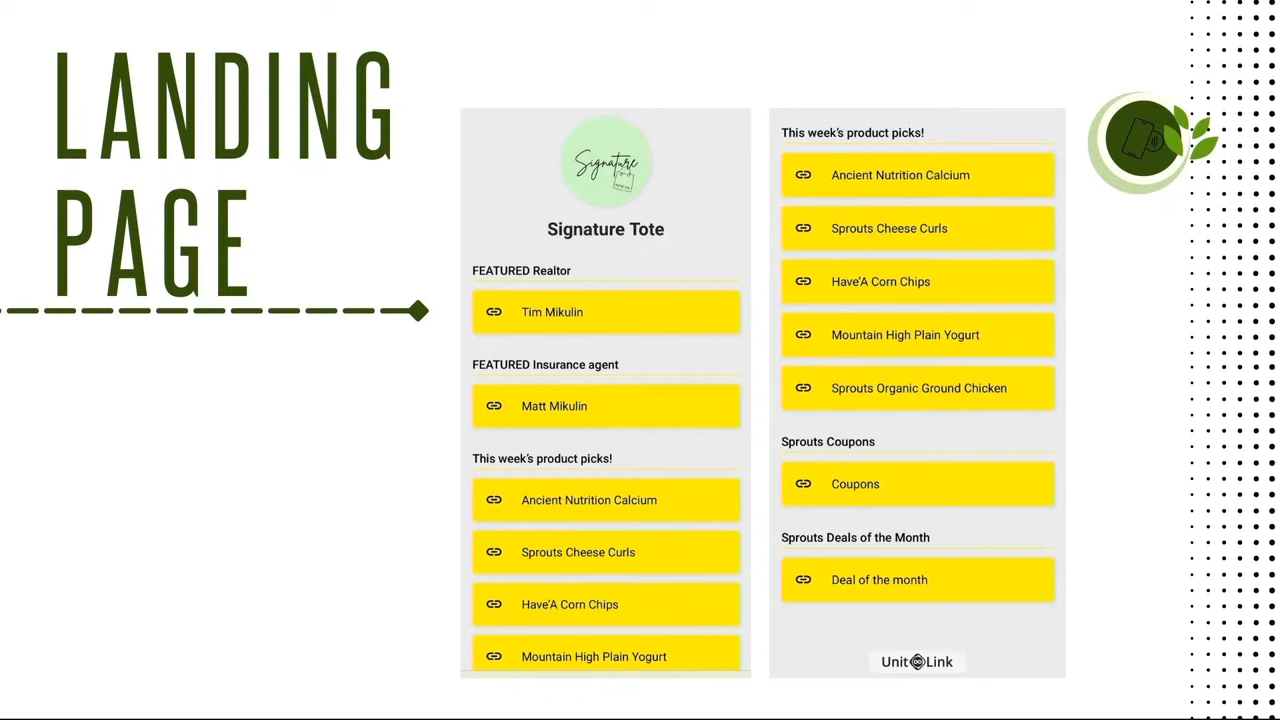 LANDING
PAGE
Signature
Signature Tote
FEATURED Realtor
Tim Mikulin
FEATURED Insurance agent
Matt Mikulin
This week's product picks!
Ancient Nutrition Calcium
Sprouts Cheese Curls
Have'A Corn Chips
Mountain High Plain Yogurt
This week's product picks!
Ancient Nutrition Calcium
Sprouts Cheese Curls
Have'A Corn Chips
Mountain High Plain Yogurt
Sprouts Organic Ground Chicken
Sprouts Coupons
Coupons
Sprouts Deals of the Month
Deal of the month
Unit Link